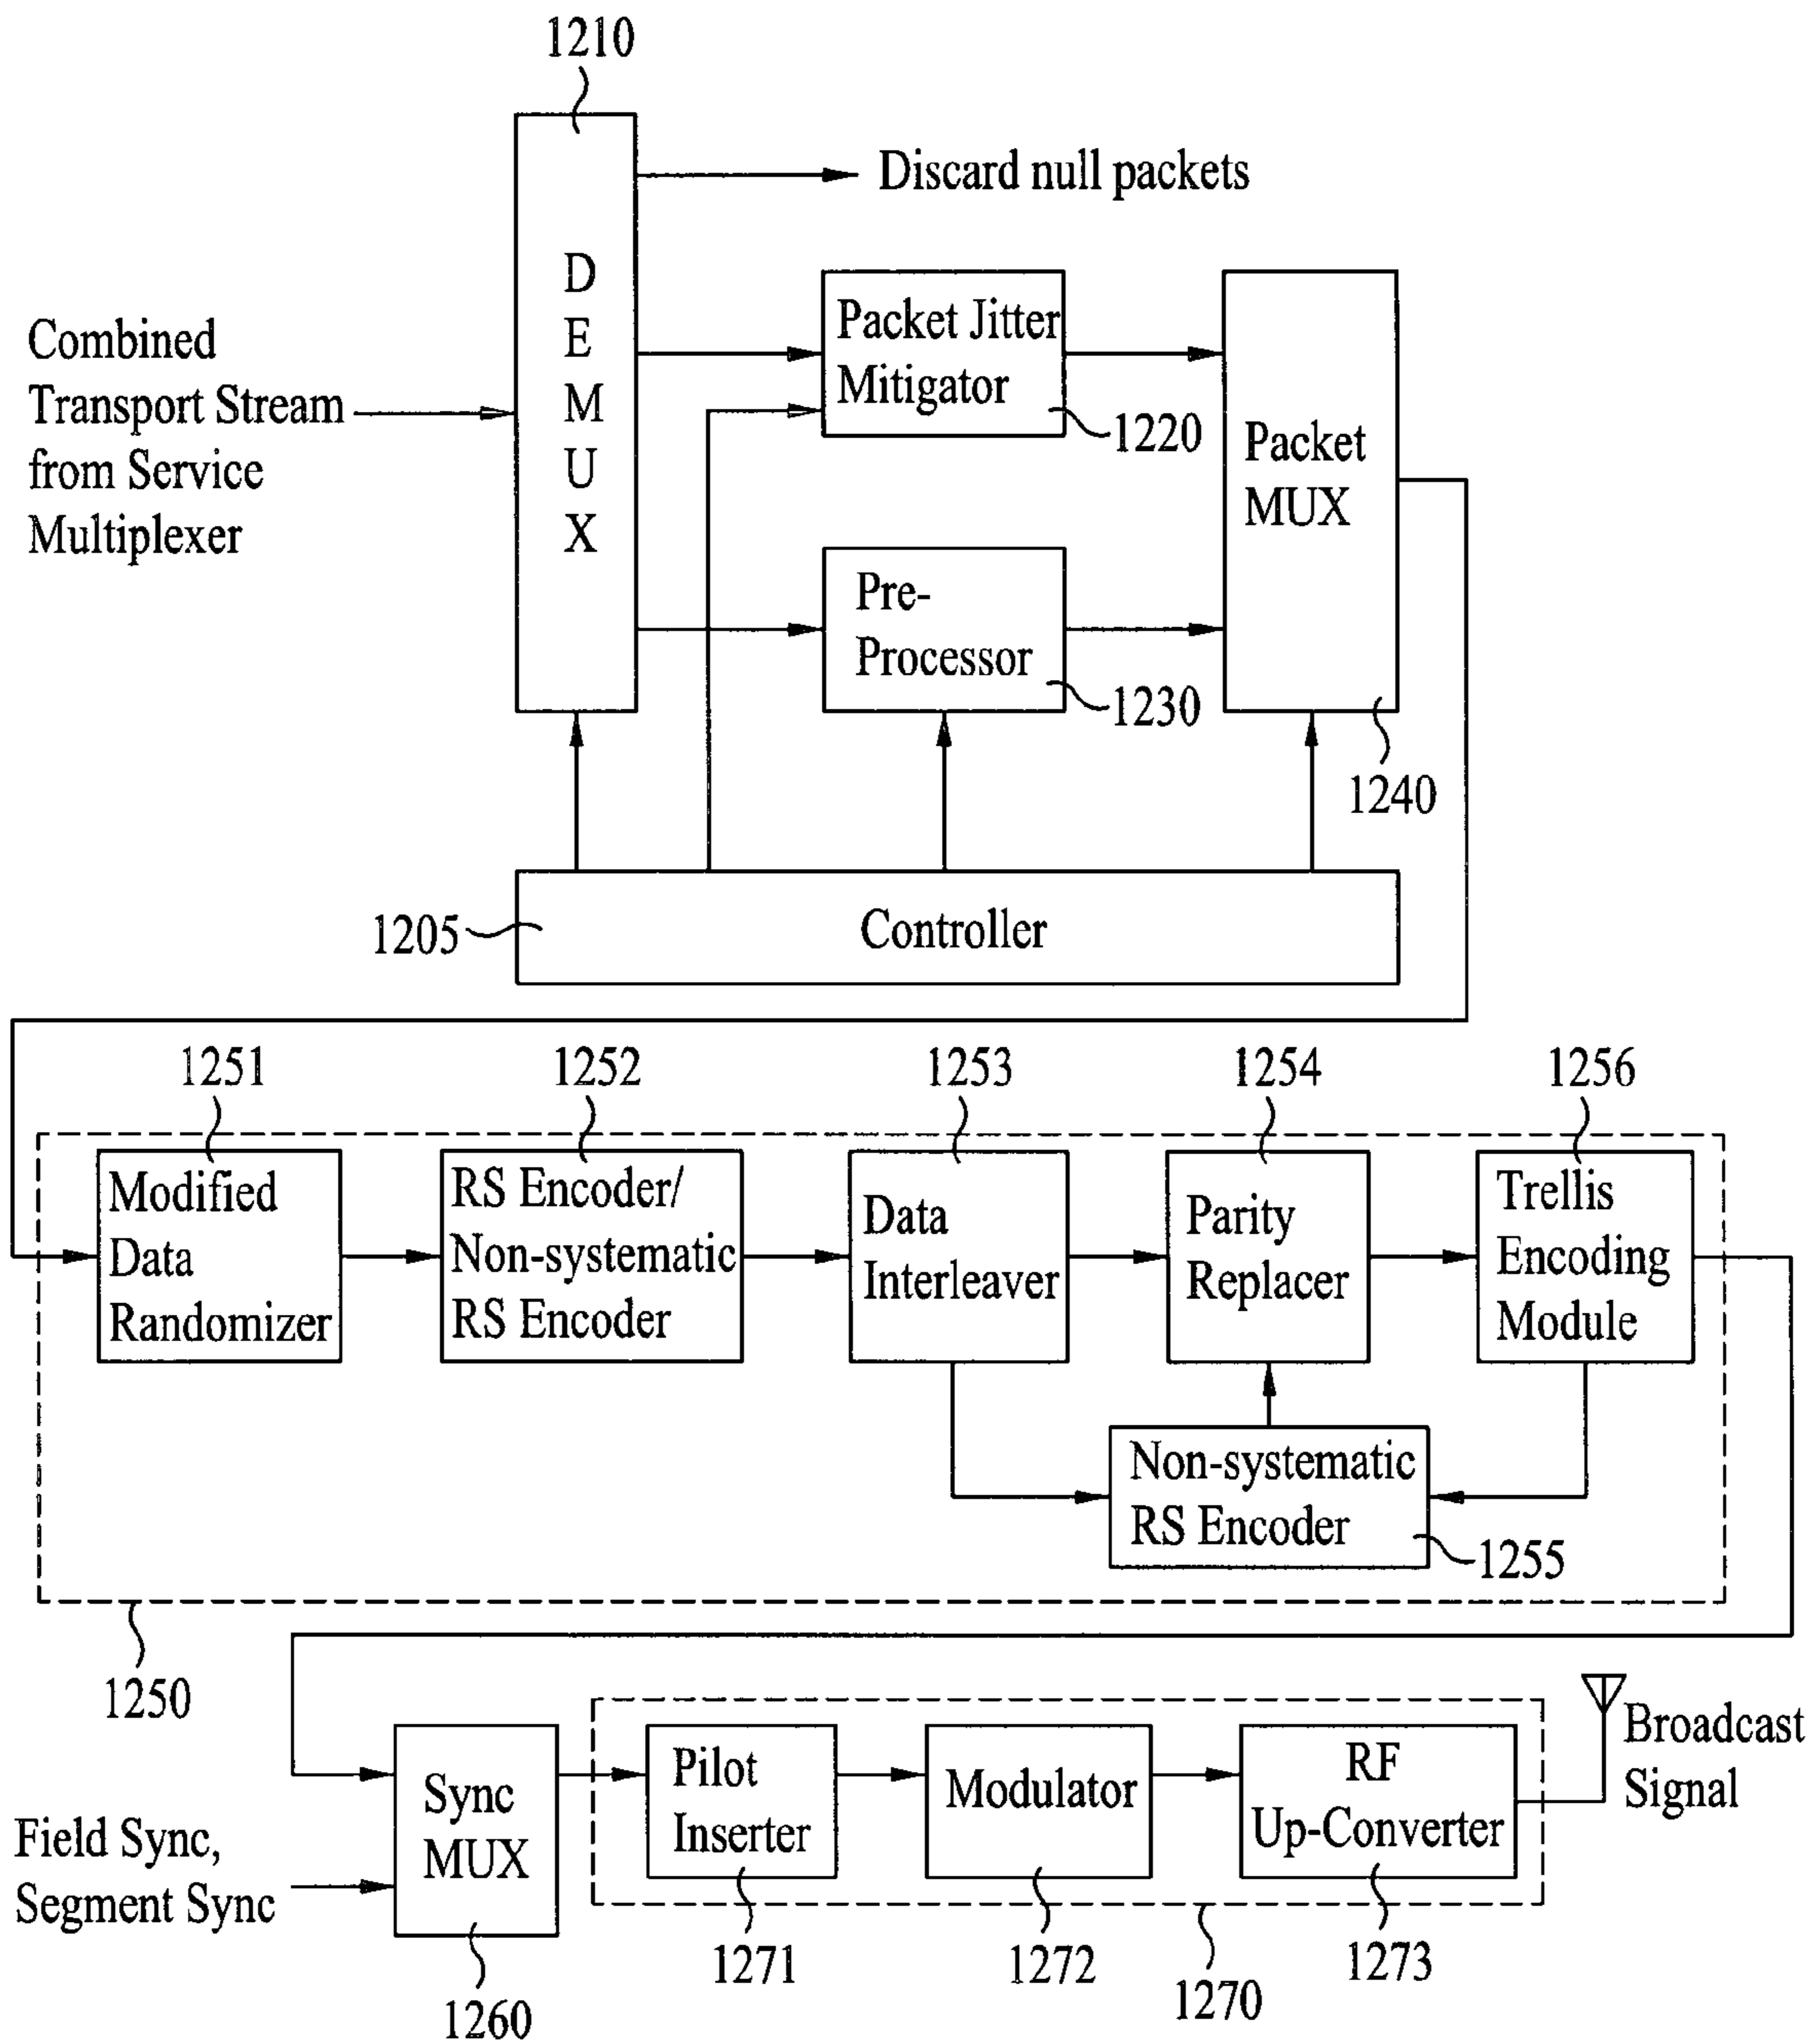 1210
Discard null packets
D
E
M
U
X
Combined
Transport Stream
from Service
Multiplexer
Packet Jitter
Mitigator
1220
Packet
MUX
Pre-
Processor
1230
1240
1205
Controller
1251
1252
1253
1254
1256
Modified
Data
Randomizer
RS Encoder/
Non-systematic
RS Encoder
Data
Interleaver
Parity
Replacer
Trellis
Encoding
Module
Non-systematic
RS Encoder
1255
1250
Broadcast
Signal
Sync
MUX
Pilot
Inserter
Modulator
RF
Up-Converter
Field Sync,
Segment Sync
1271
1272
1273
1270
1260